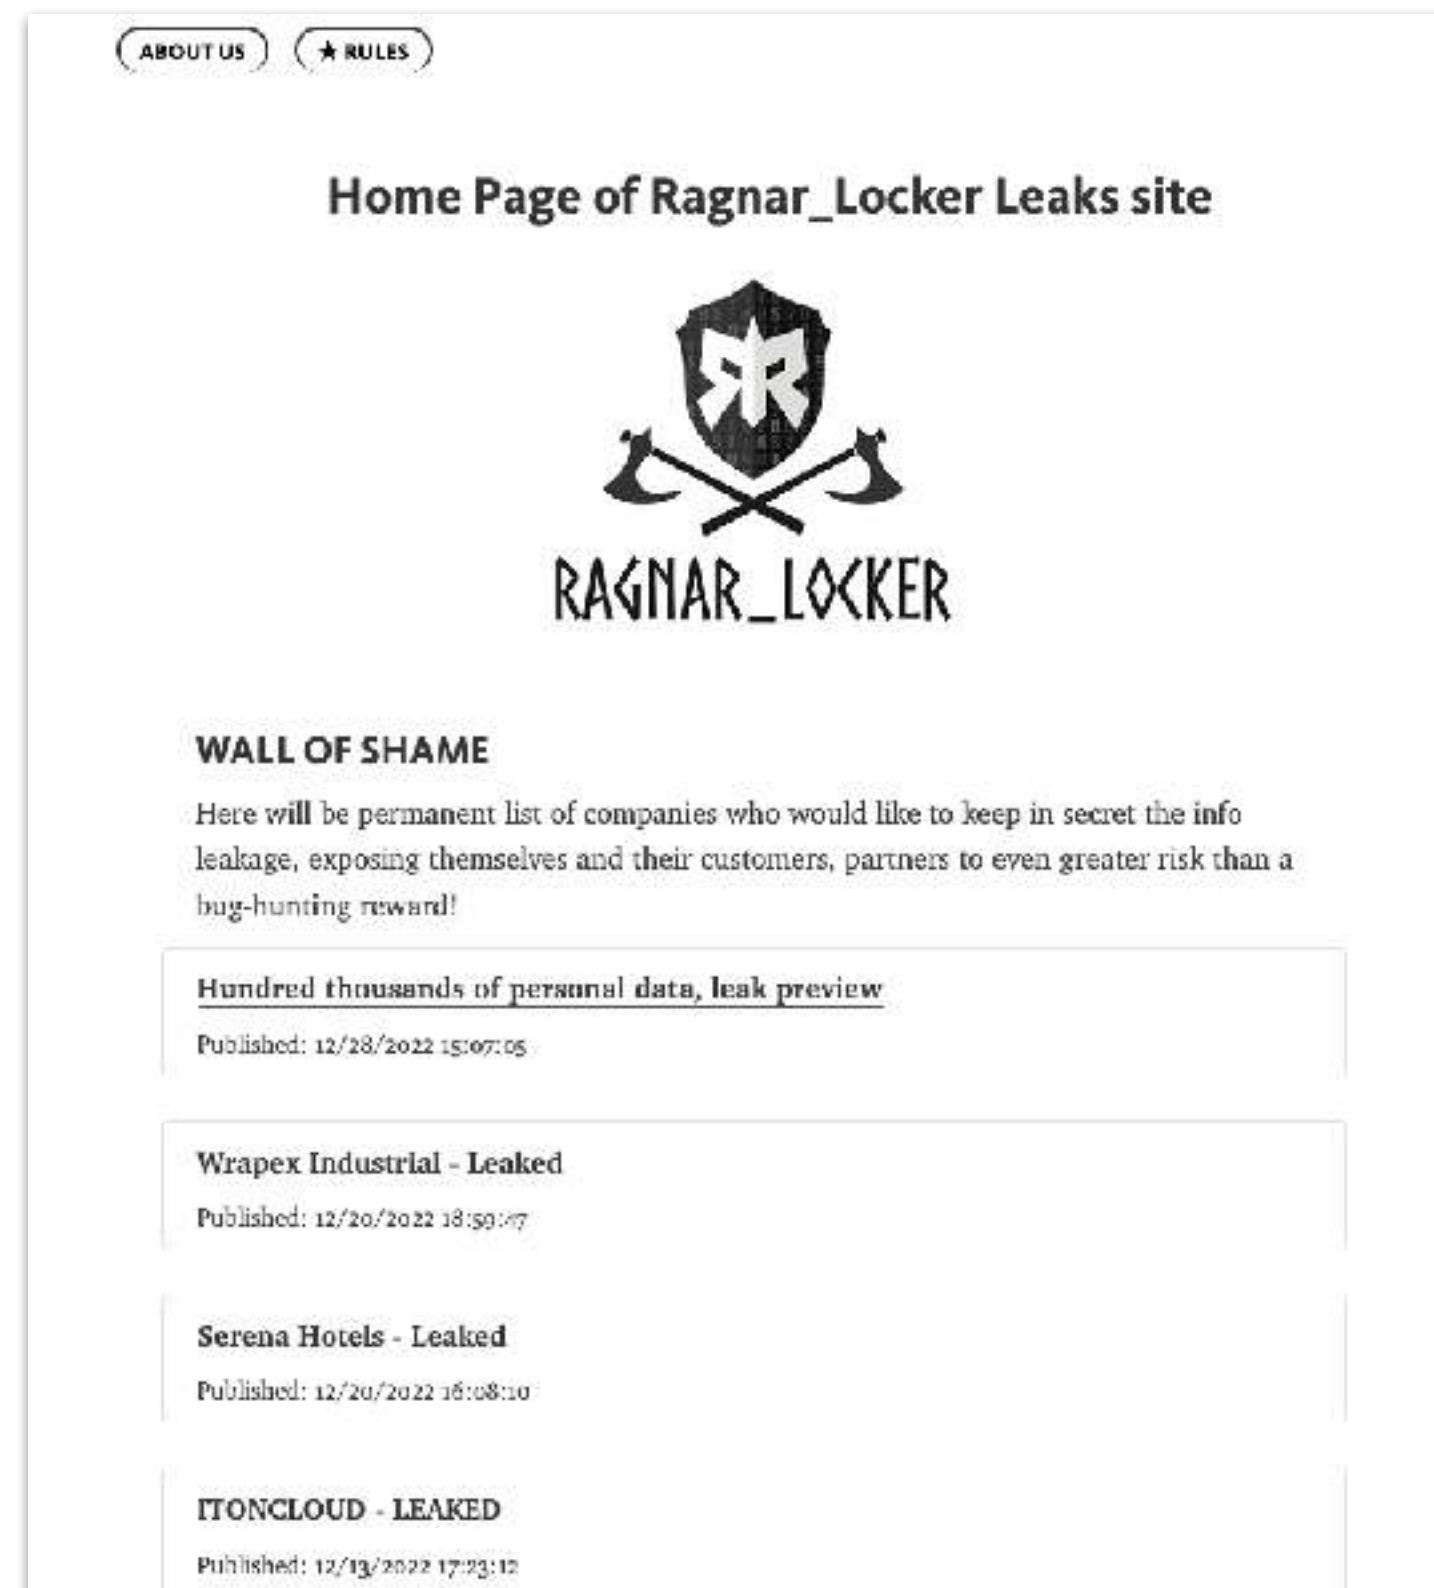 ABOUT US
★ RULES
Home Page of Ragnar_Locker Leaks site
RAGNAR_LOCKER
WALL OF SHAME
Here will be permanent list of companies who would like to keep in secret the info
leakage, exposing themselves and their customers, partners to even greater risk than a
bug-hunting reward!
Hundred thousands of personal data, leak preview
Published: 12/28/2022 15:07:05
Wrapex Industrial - Leaked
Published: 12/20/2022 18:59:47
Serena Hotels - Leaked
Published: 12/20/2022 16:08:10
ITONCLOUD - LEAKED
Published: 12/13/2022 17:23:12